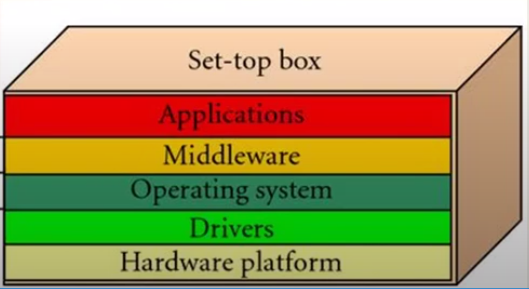 Set-top box
Applications
Middleware
Operating system
Drivers
Hardware platform